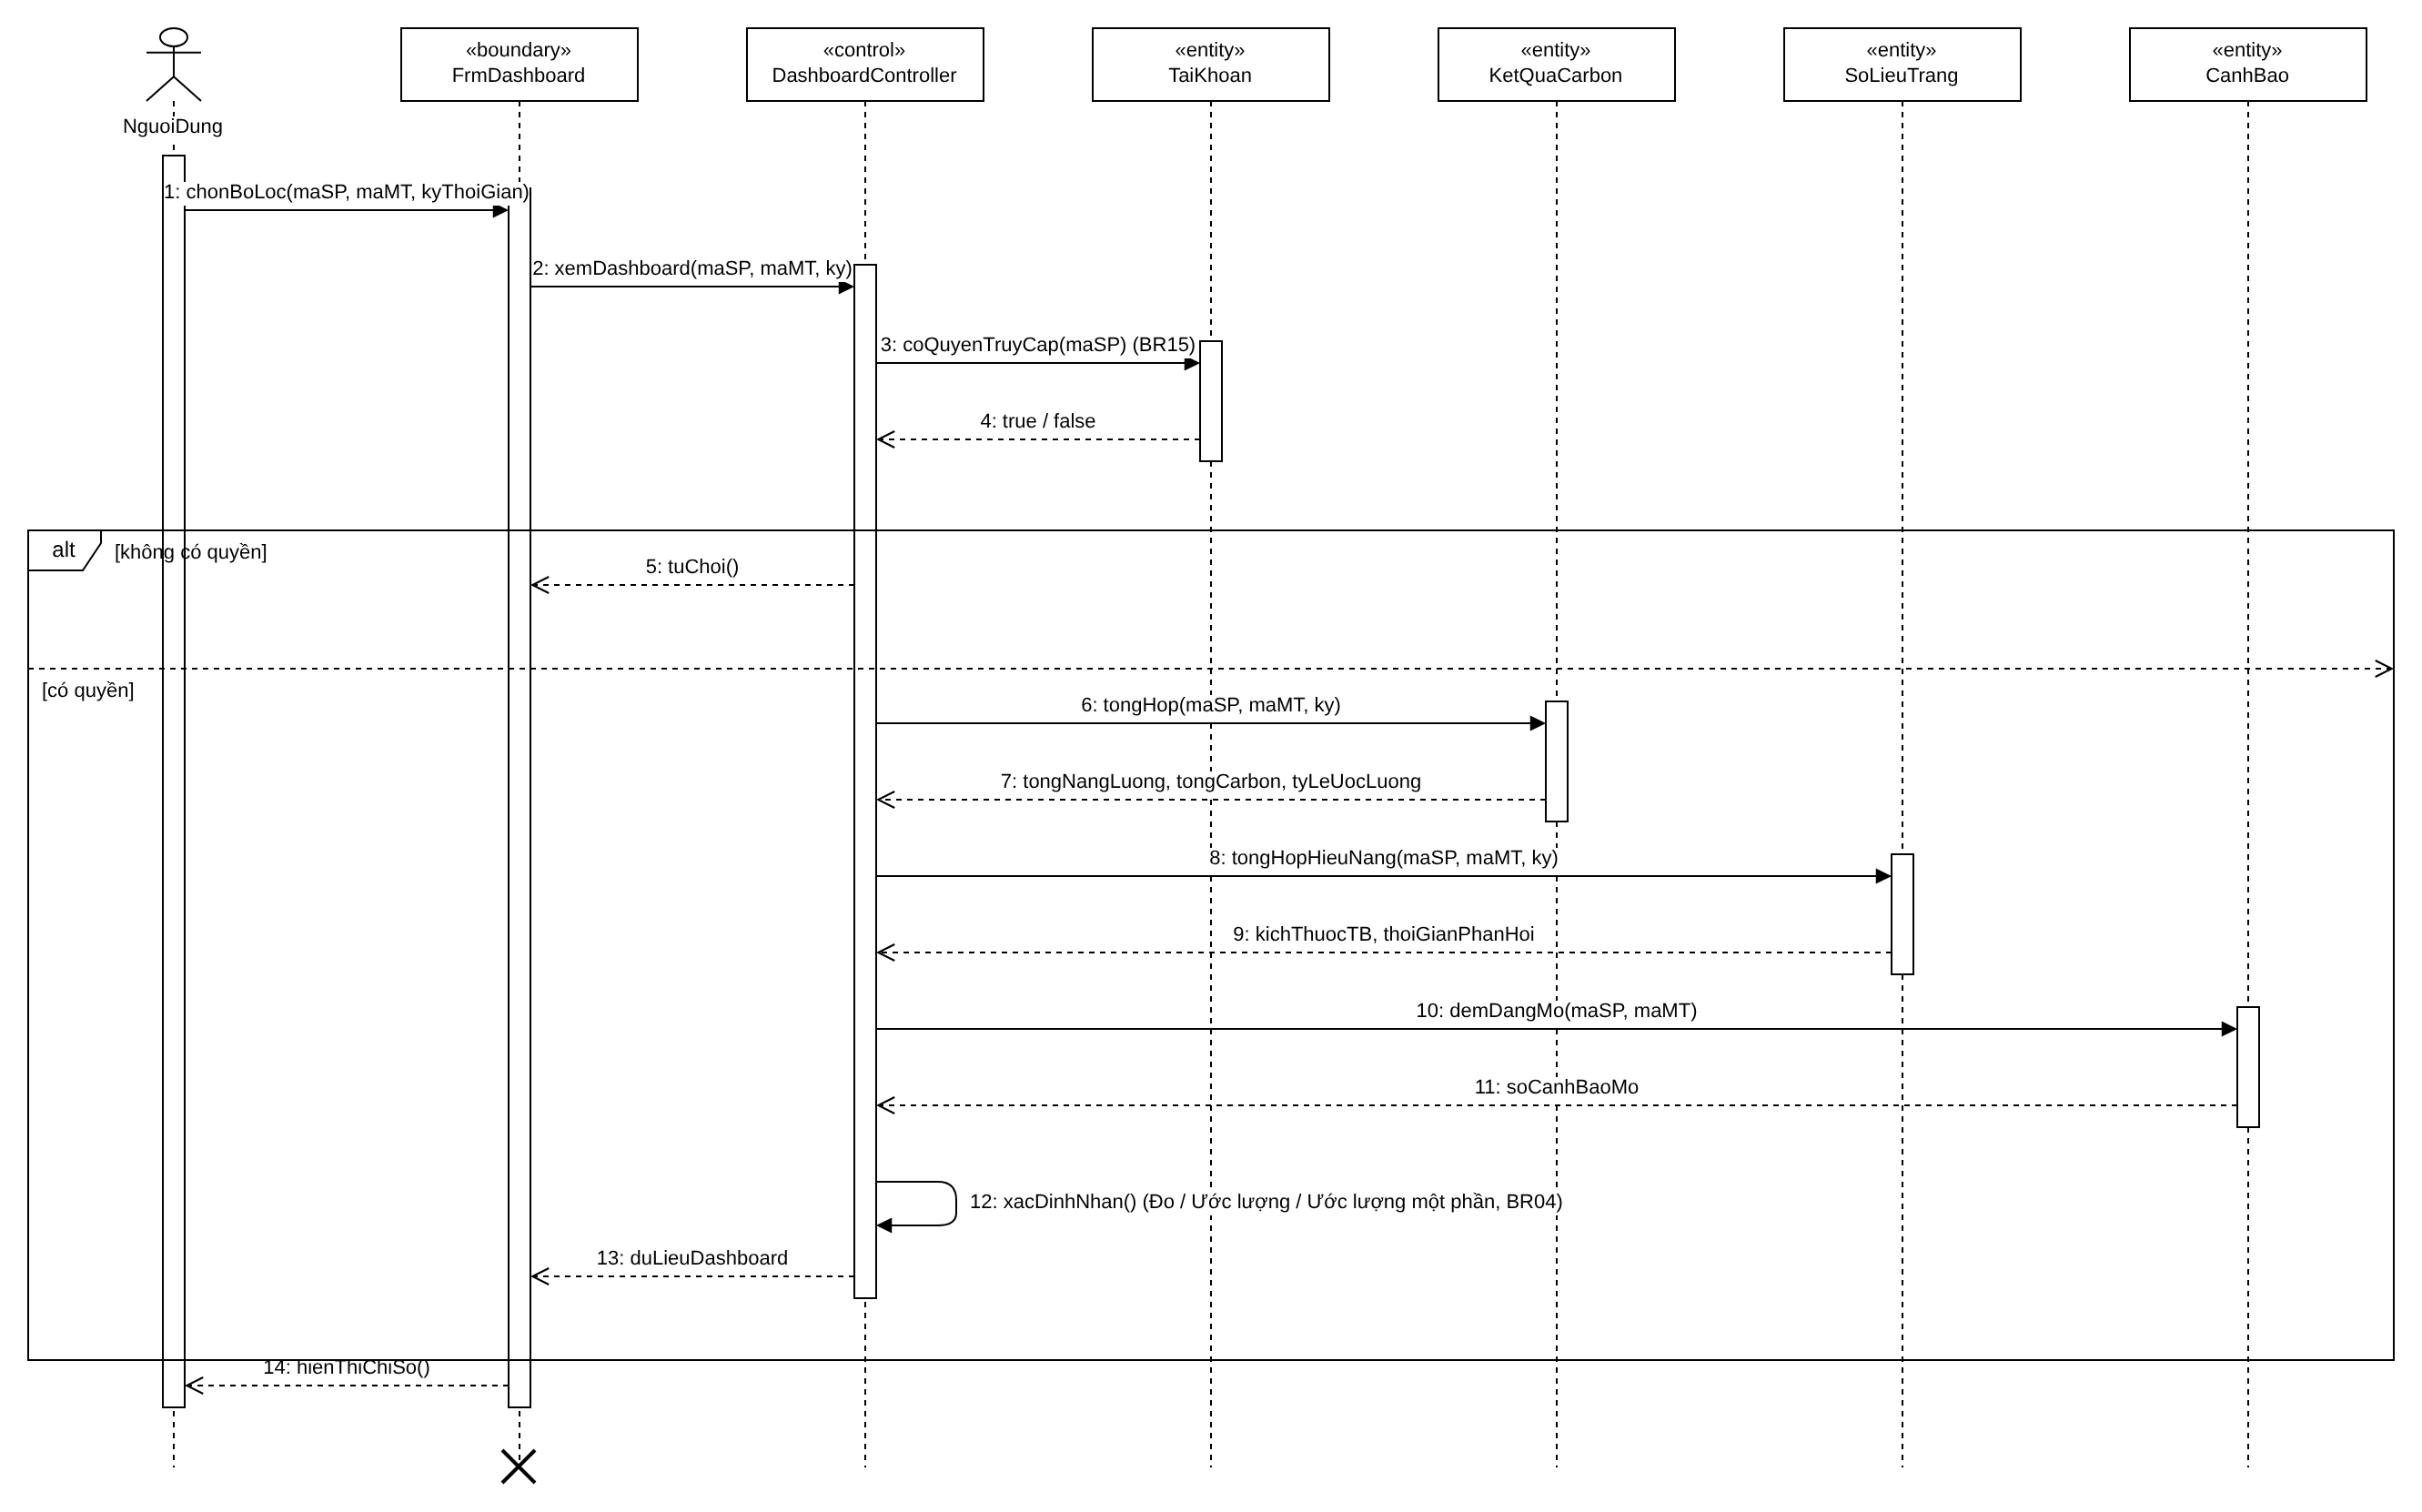 NguoiDung
«boundary»
FrmDashboard
«control»
DashboardController
«entity»
TaiKhoan
«entity»
KetQuaCarbon
«entity»
SoLieuTrang
«entity»
CanhBao
1: chonBoLoc(maSP, maMT, kyThoiGian)
2: xemDashboard(maSP, maMT, ky)
3: coQuyenTruyCap(maSP) (BR15)
4: true / false
alt
[không có quyền]
5: tuChoi()
[có quyền]
6: tongHop(maSP, maMT, ky)
7: tongNangLuong, tongCarbon, tyLeUocLuong
8: tongHopHieuNang(maSP, maMT, ky)
9: kichThuocTB, thoiGianPhanHoi
10: demDangMo(maSP, maMT)
11: soCanhBaoMo
12: xacDinhNhan() (Đo / Ước lượng / Ước lượng một phần, BR04)
13: duLieuDashboard
14: hienThiChiSo()